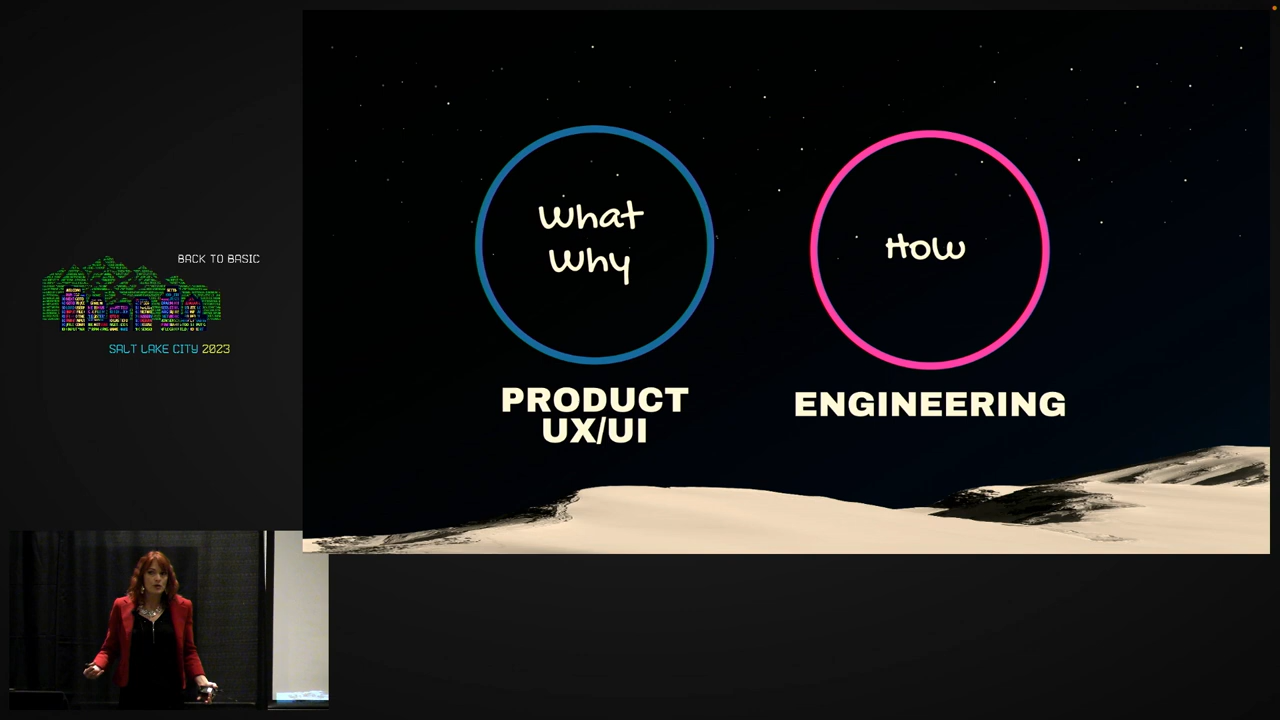 BACK TO BASIC
SALT LAKE CITY 2023
What
Why
How
PRODUCT
UX/UI
ENGINEERING